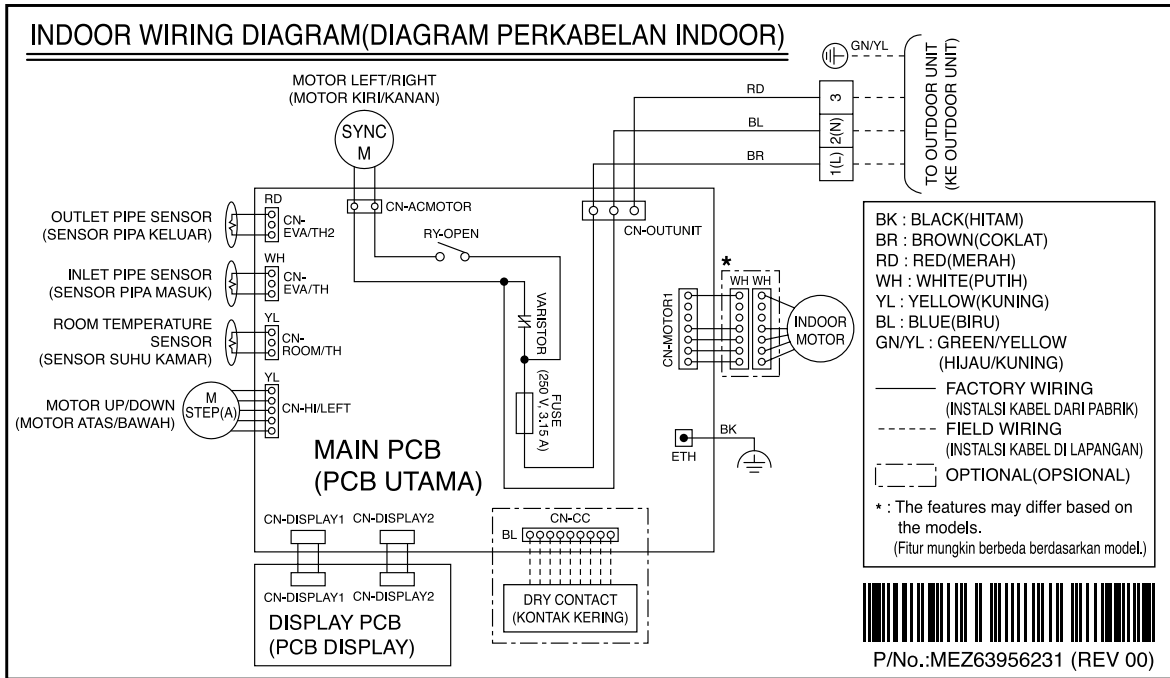 INDOOR WIRING DIAGRAM(DIAGRAM PERKABELAN INDOOR)
MOTOR LEFT/RIGHT
(MOTOR KIRI/KANAN)
SYNC
M
GN/YL
RD
3
BL
2(N)
BR
1(L)
TO OUTDOOR UNIT
(KE OUTDOOR UNIT)
OUTLET PIPE SENSOR
(SENSOR PIPA KELUAR)
RD
CN-
EVA/TH2
CN-ACMOTOR
RY-OPEN
CN-OUTUNIT
INLET PIPE SENSOR
(SENSOR PIPA MASUK)
WH
CN-
EVA/TH
ROOM TEMPERATURE
SENSOR
(SENSOR SUHU KAMAR)
YL
CN-
ROOM/TH
MOTOR UP/DOWN
(MOTOR ATAS/BAWAH)
M
STEP(A)
YL
CN-HI/LEFT
VARISTOR
FUSE
(250 V, 3.15 A)
CN-MOTOR1
*
WH WH
INDOOR
MOTOR
ETH
BK
MAIN PCB
(PCB UTAMA)
CN-DISPLAY1 CN-DISPLAY2
CN-DISPLAY1 CN-DISPLAY2
DISPLAY PCB
(PCB DISPLAY)
CN-CC
BL
DRY CONTACT
(KONTAK KERING)
BK : BLACK(HITAM)
BR : BROWN(COKLAT)
RD : RED(MERAH)
WH : WHITE(PUTIH)
YL : YELLOW(KUNING)
BL : BLUE(BIRU)
GN/YL : GREEN/YELLOW
(HIJAU/KUNING)
FACTORY WIRING
(INSTALSI KABEL DARI PABRIK)
FIELD WIRING
(INSTALSI KABEL DI LAPANGAN)
OPTIONAL(OPSIONAL)
* : The features may differ based on
the models.
(Fitur mungkin berbeda berdasarkan model.)
P/No.:MEZ63956231 (REV 00)